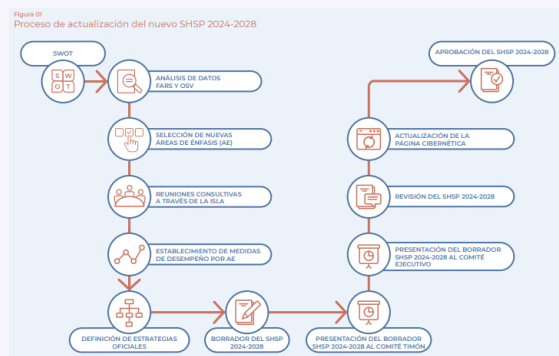 Figura 01
Proceso de actualización del nuevo SHSP 2024-2028
SWOT
S W
O T
ANÁLISIS DE DATOS
FARS Y OSV
SELECCIÓN DE NUEVAS
ÁREAS DE ÉNFASIS (AE)
REUNIONES CONSULTIVAS
A TRAVÉS DE LA ISLA
ESTABLECIMIENTO DE MEDIDAS
DE DESEMPEÑO POR AE
DEFINICIÓN DE ESTRATEGIAS
OFICIALES
BORRADOR DEL SHSP
2024-2028
PRESENTACIÓN DEL BORRADOR
SHSP 2024-2028 AL COMITÉ TIMÓN
PRESENTACIÓN DEL BORRADOR
SHSP 2024-2028 AL COMITÉ
EJECUTIVO
REVISIÓN DEL SHSP 2024-2028
ACTUALIZACIÓN DE LA
PÁGINA CIBERNÉTICA
APROBACIÓN DEL SHSP 2024-2028